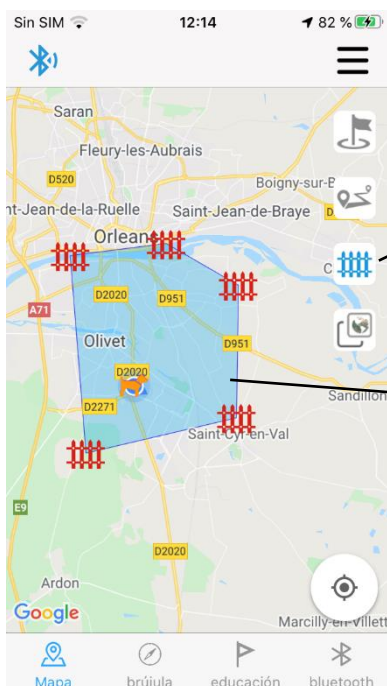 Sin SIM 12:14 82 %
Saran
Fleury-les-Aubrais
D520
Boigny-sur-B
nt-Jean-de-la-Ruelle Saint-Jean-de-Braye
Orlean
C
D2020 D951
A71
Olivet D951
D2020
D2271 Sandillon
Saint-Cyr-en-Val
E9
D2020
Ardon
Google
Marcilly-en-Villett
Mapa brújula educación bluetooth